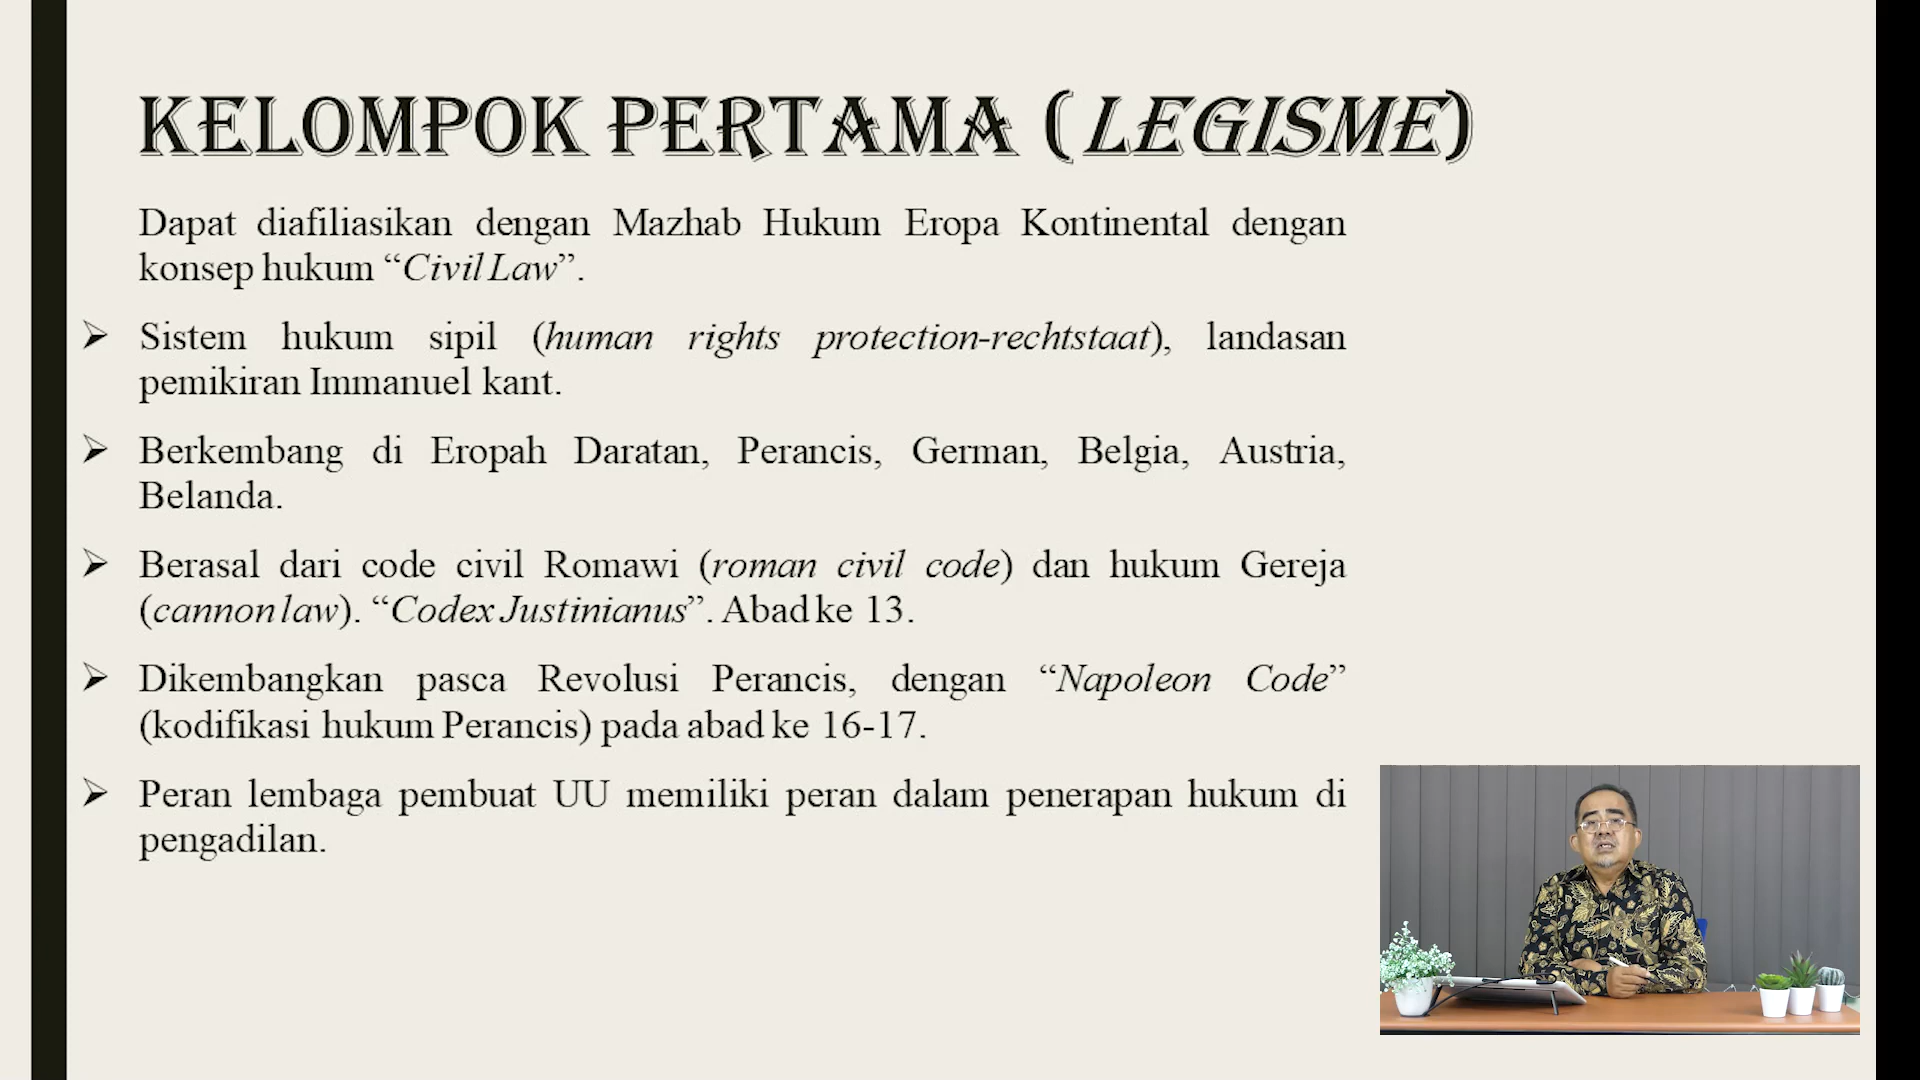 KELOMPOK PERTAMA (LEGISME)
Dapat diafiliasikan dengan Mazhab Hukum Eropa Kontinental dengan
konsep hukum “Civil Law”.
➢ Sistem hukum sipil (human rights protection-rechtstaat), landasan
pemikiran Immanuel kant.
➢ Berkembang di Eropah Daratan, Perancis, German, Belgia, Austria,
Belanda.
➢ Berasal dari code civil Romawi (roman civil code) dan hukum Gereja
(cannon law). “Codex Justinianus”. Abad ke 13.
➢ Dikembangkan pasca Revolusi Perancis, dengan “Napoleon Code”
(kodifikasi hukum Perancis) pada abad ke 16-17.
➢ Peran lembaga pembuat UU memiliki peran dalam penerapan hukum di
pengadilan.